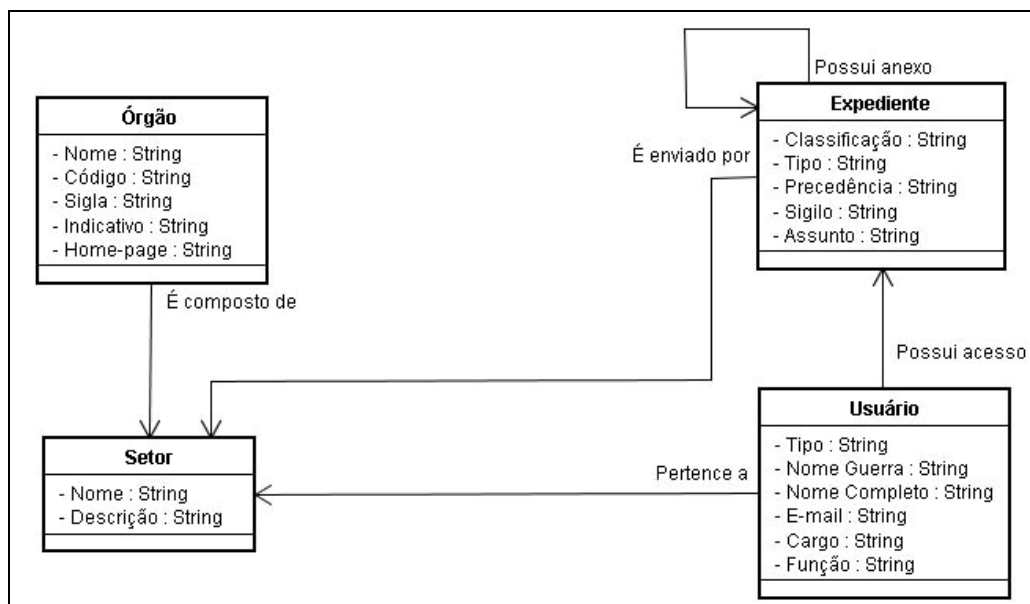 Possui anexo
Órgão
- Nome : String
- Código : String
- Sigla : String
- Indicativo : String
- Home-page : String
Expediente
- Classificação : String
- Tipo : String
- Precedência : String
- Sigilo : String
- Assunto : String
É enviado por
É composto de
Possui acesso
Setor
- Nome : String
- Descrição : String
Pertence a
Usuário
- Tipo : String
- Nome Guerra : String
- Nome Completo : String
- E-mail : String
- Cargo : String
- Função : String